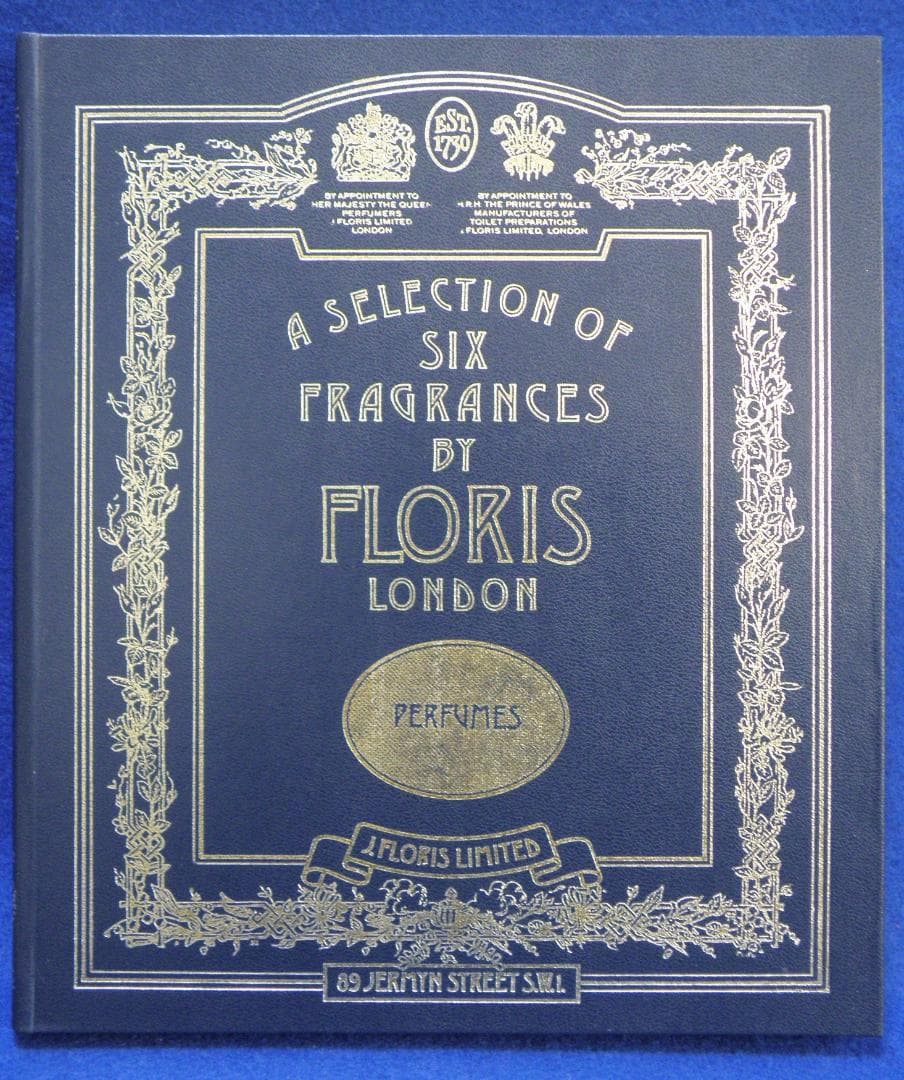 EST.
1730
BY APPOINTMENT TO
HER MAJESTY THE QUEEN
PERFUMERS
J FLORIS LIMITED
LONDON
BY APPOINTMENT TO
H.R.H. THE PRINCE OF WALES
MANUFACTURERS OF
TOILET PREPARATIONS
J FLORIS LIMITED, LONDON
A SELECTION OF
SIX
FRAGRANCES
BY
FLORIS
LONDON
PERFUMES
J.FLORIS LIMITED
89 JERMYN STREET S.W.1.